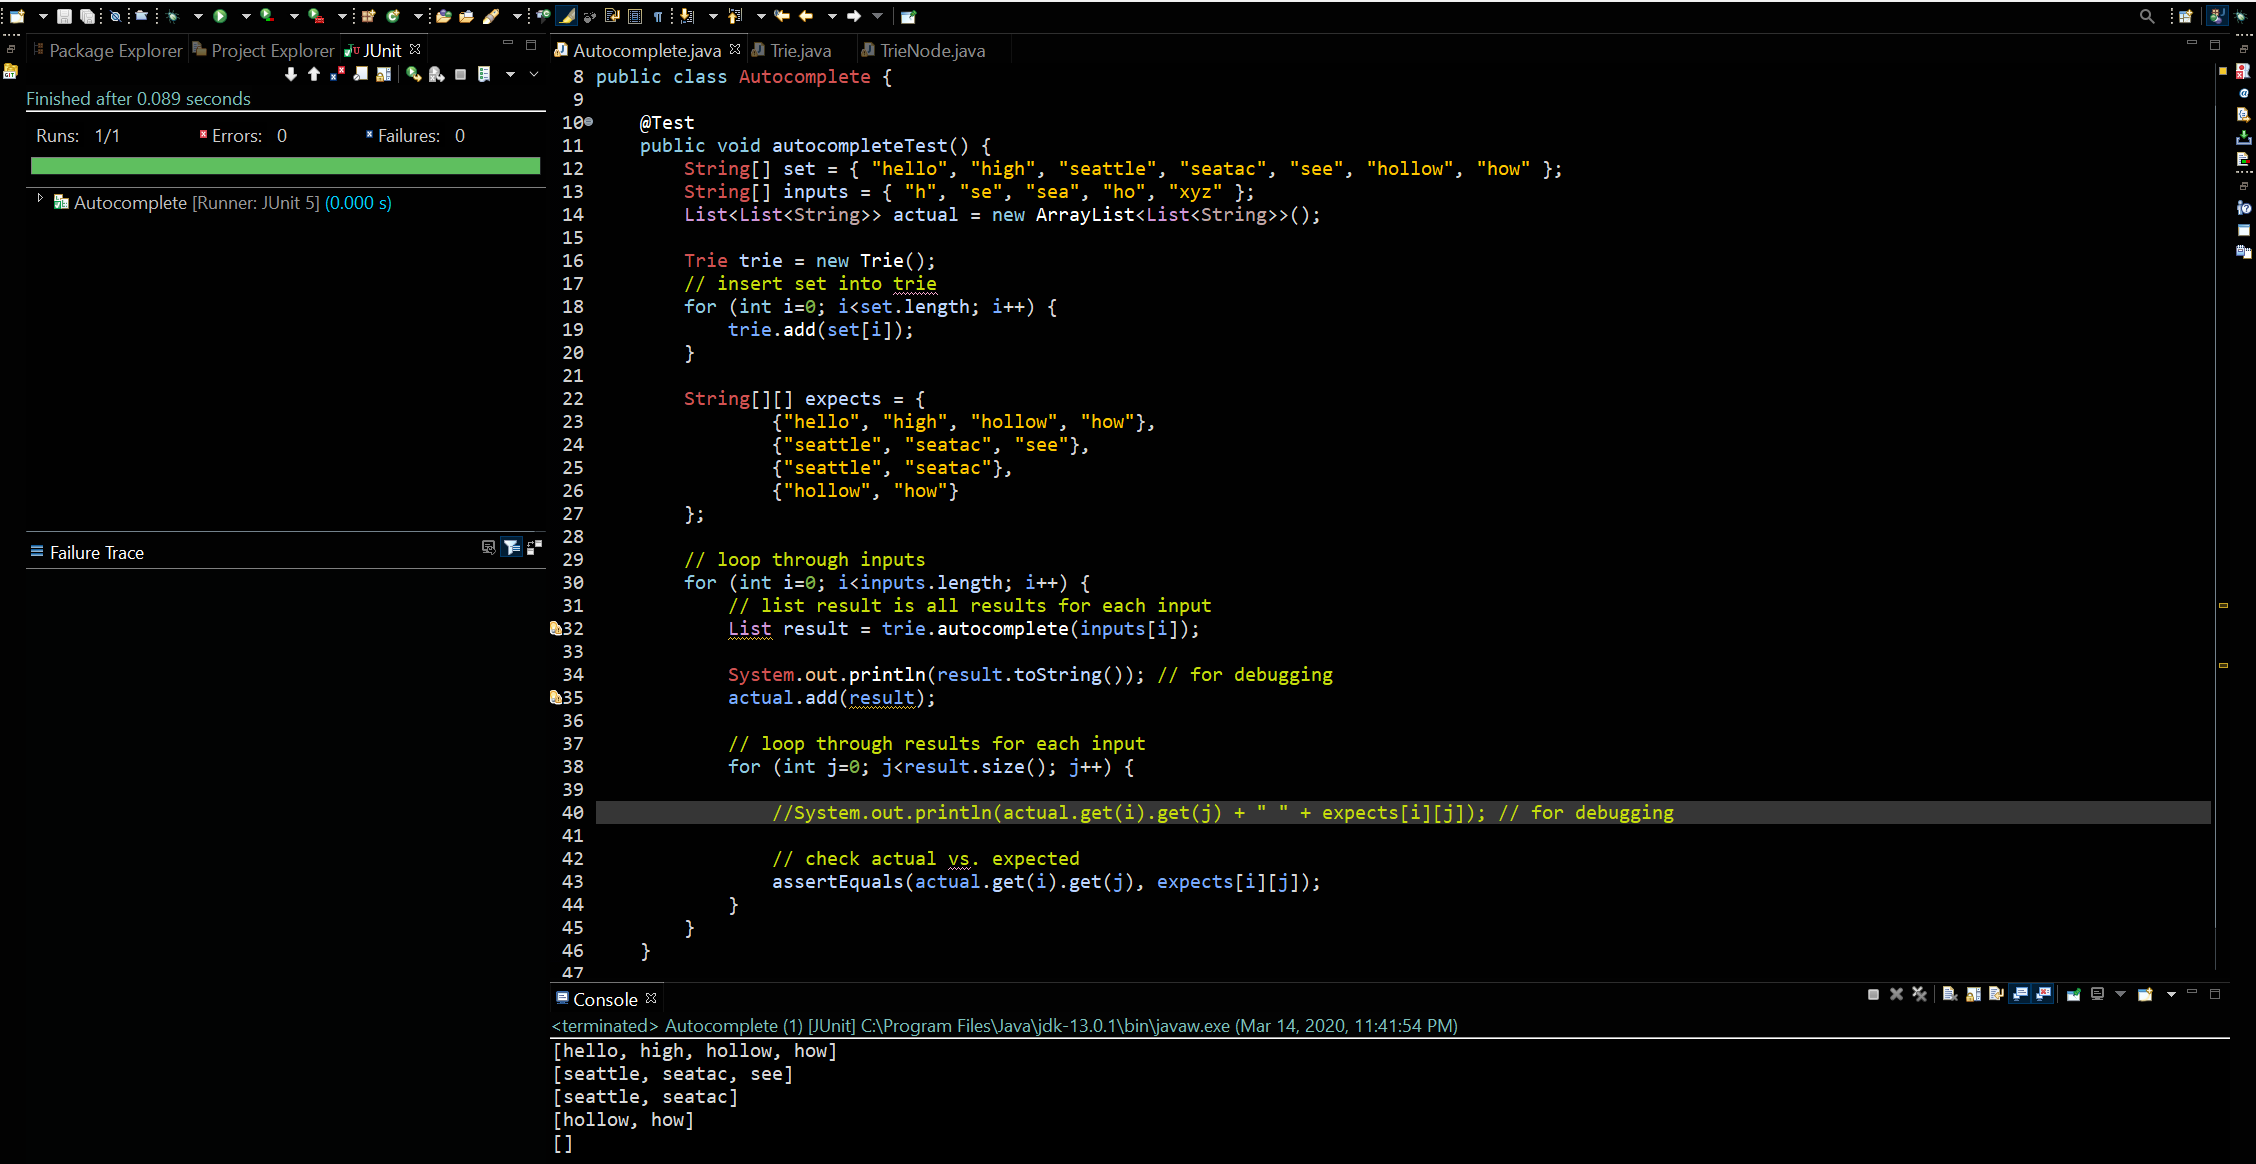 Package Explorer Project Explorer JUnit
Finished after 0.089 seconds
Runs: 1/1 Errors: 0 Failures: 0
Autocomplete [Runner: JUnit 5] (0.000 s)
Failure Trace
Autocomplete.java Trie.java TrieNode.java
8 public class Autocomplete {
9
10 @Test
11 public void autocompleteTest() {
12 String[] set = { "hello", "high", "seattle", "seatac", "see", "hollow", "how" };
13 String[] inputs = { "h", "se", "sea", "ho", "xyz" };
14 List<List<String>> actual = new ArrayList<List<String>>();
15
16 Trie trie = new Trie();
17 // insert set into trie
18 for (int i=0; i<set.length; i++) {
19 trie.add(set[i]);
20 }
21
22 String[][] expects = {
23 {"hello", "high", "hollow", "how"},
24 {"seattle", "seatac", "see"},
25 {"seattle", "seatac"},
26 {"hollow", "how"}
27 };
28
29 // loop through inputs
30 for (int i=0; i<inputs.length; i++) {
31 // list result is all results for each input
32 List result = trie.autocomplete(inputs[i]);
33
34 System.out.println(result.toString()); // for debugging
35 actual.add(result);
36
37 // loop through results for each input
38 for (int j=0; j<result.size(); j++) {
39
40 //System.out.println(actual.get(i).get(j) + " " + expects[i][j]); // for debugging
41
42 // check actual vs. expected
43 assertEquals(actual.get(i).get(j), expects[i][j]);
44 }
45 }
46 }
47
Console
<terminated> Autocomplete (1) [JUnit] C:\Program Files\Java\jdk-13.0.1\bin\javaw.exe (Mar 14, 2020, 11:41:54 PM)
[hello, high, hollow, how]
[seattle, seatac, see]
[seattle, seatac]
[hollow, how]
[]